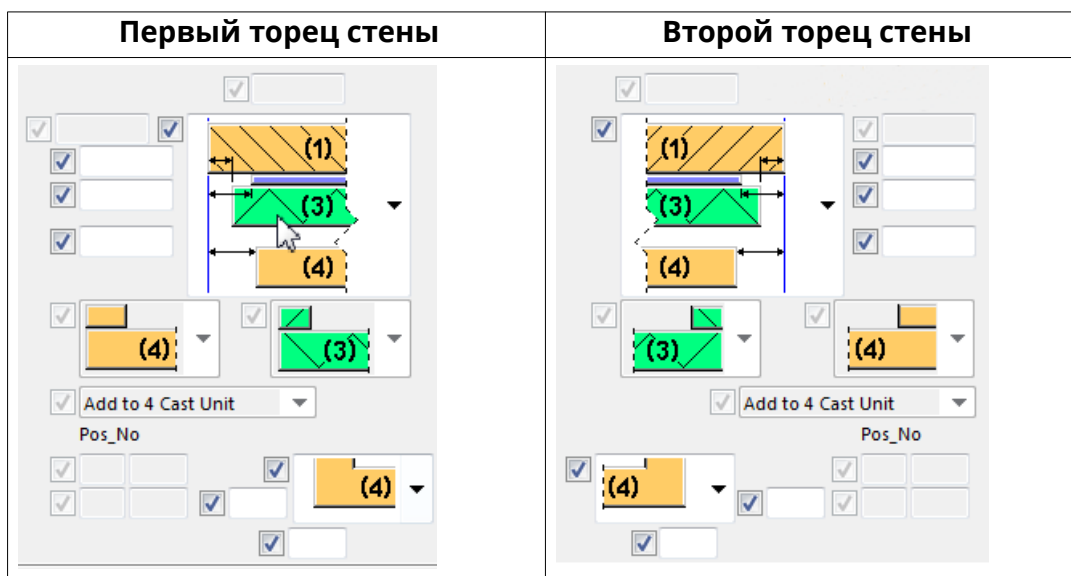 Первый торец стены
Второй торец стены
(1)
(3)
(4)
(4)
(3)
Add to 4 Cast Unit
Pos_No
(4)
(1)
(3)
(4)
(3)
(4)
Add to 4 Cast Unit
Pos_No
(4)